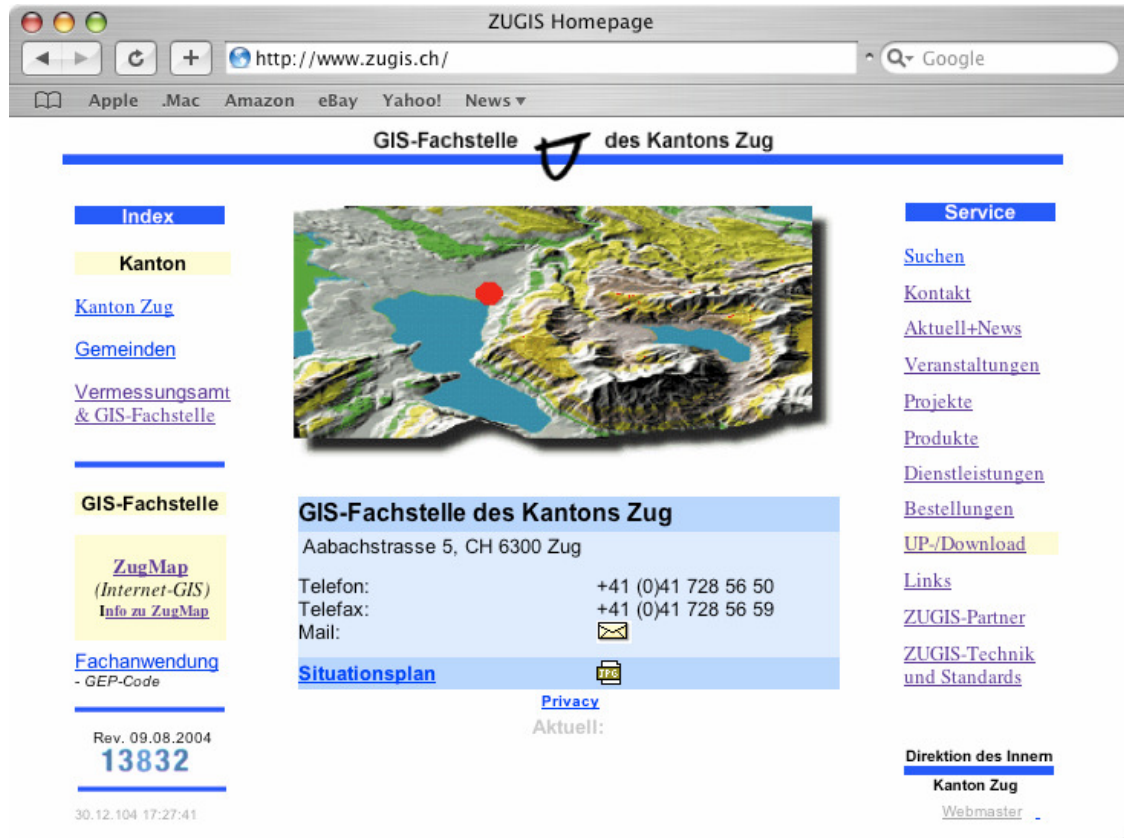 ZUGIS Homepage
http://www.zugis.ch/
Google
Apple .Mac Amazon eBay Yahoo! News
GIS-Fachstelle des Kantons Zug
Index
Kanton
Kanton Zug
Gemeinden
Vermessungsamt
& GIS-Fachstelle
GIS-Fachstelle
ZugMap
(Internet-GIS)
Info zu ZugMap
Fachanwendung
- GEP-Code
Rev. 09.08.2004
13832
30.12.104 17:27:41
GIS-Fachstelle des Kantons Zug
Aabachstrasse 5, CH 6300 Zug
Telefon: +41 (0)41 728 56 50
Telefax: +41 (0)41 728 56 59
Mail:
Situationsplan JPG
Privacy
Aktuell:
Service
Suchen
Kontakt
Aktuell+News
Veranstaltungen
Projekte
Produkte
Dienstleistungen
Bestellungen
UP-/Download
Links
ZUGIS-Partner
ZUGIS-Technik
und Standards
Direktion des Innern
Kanton Zug
Webmaster